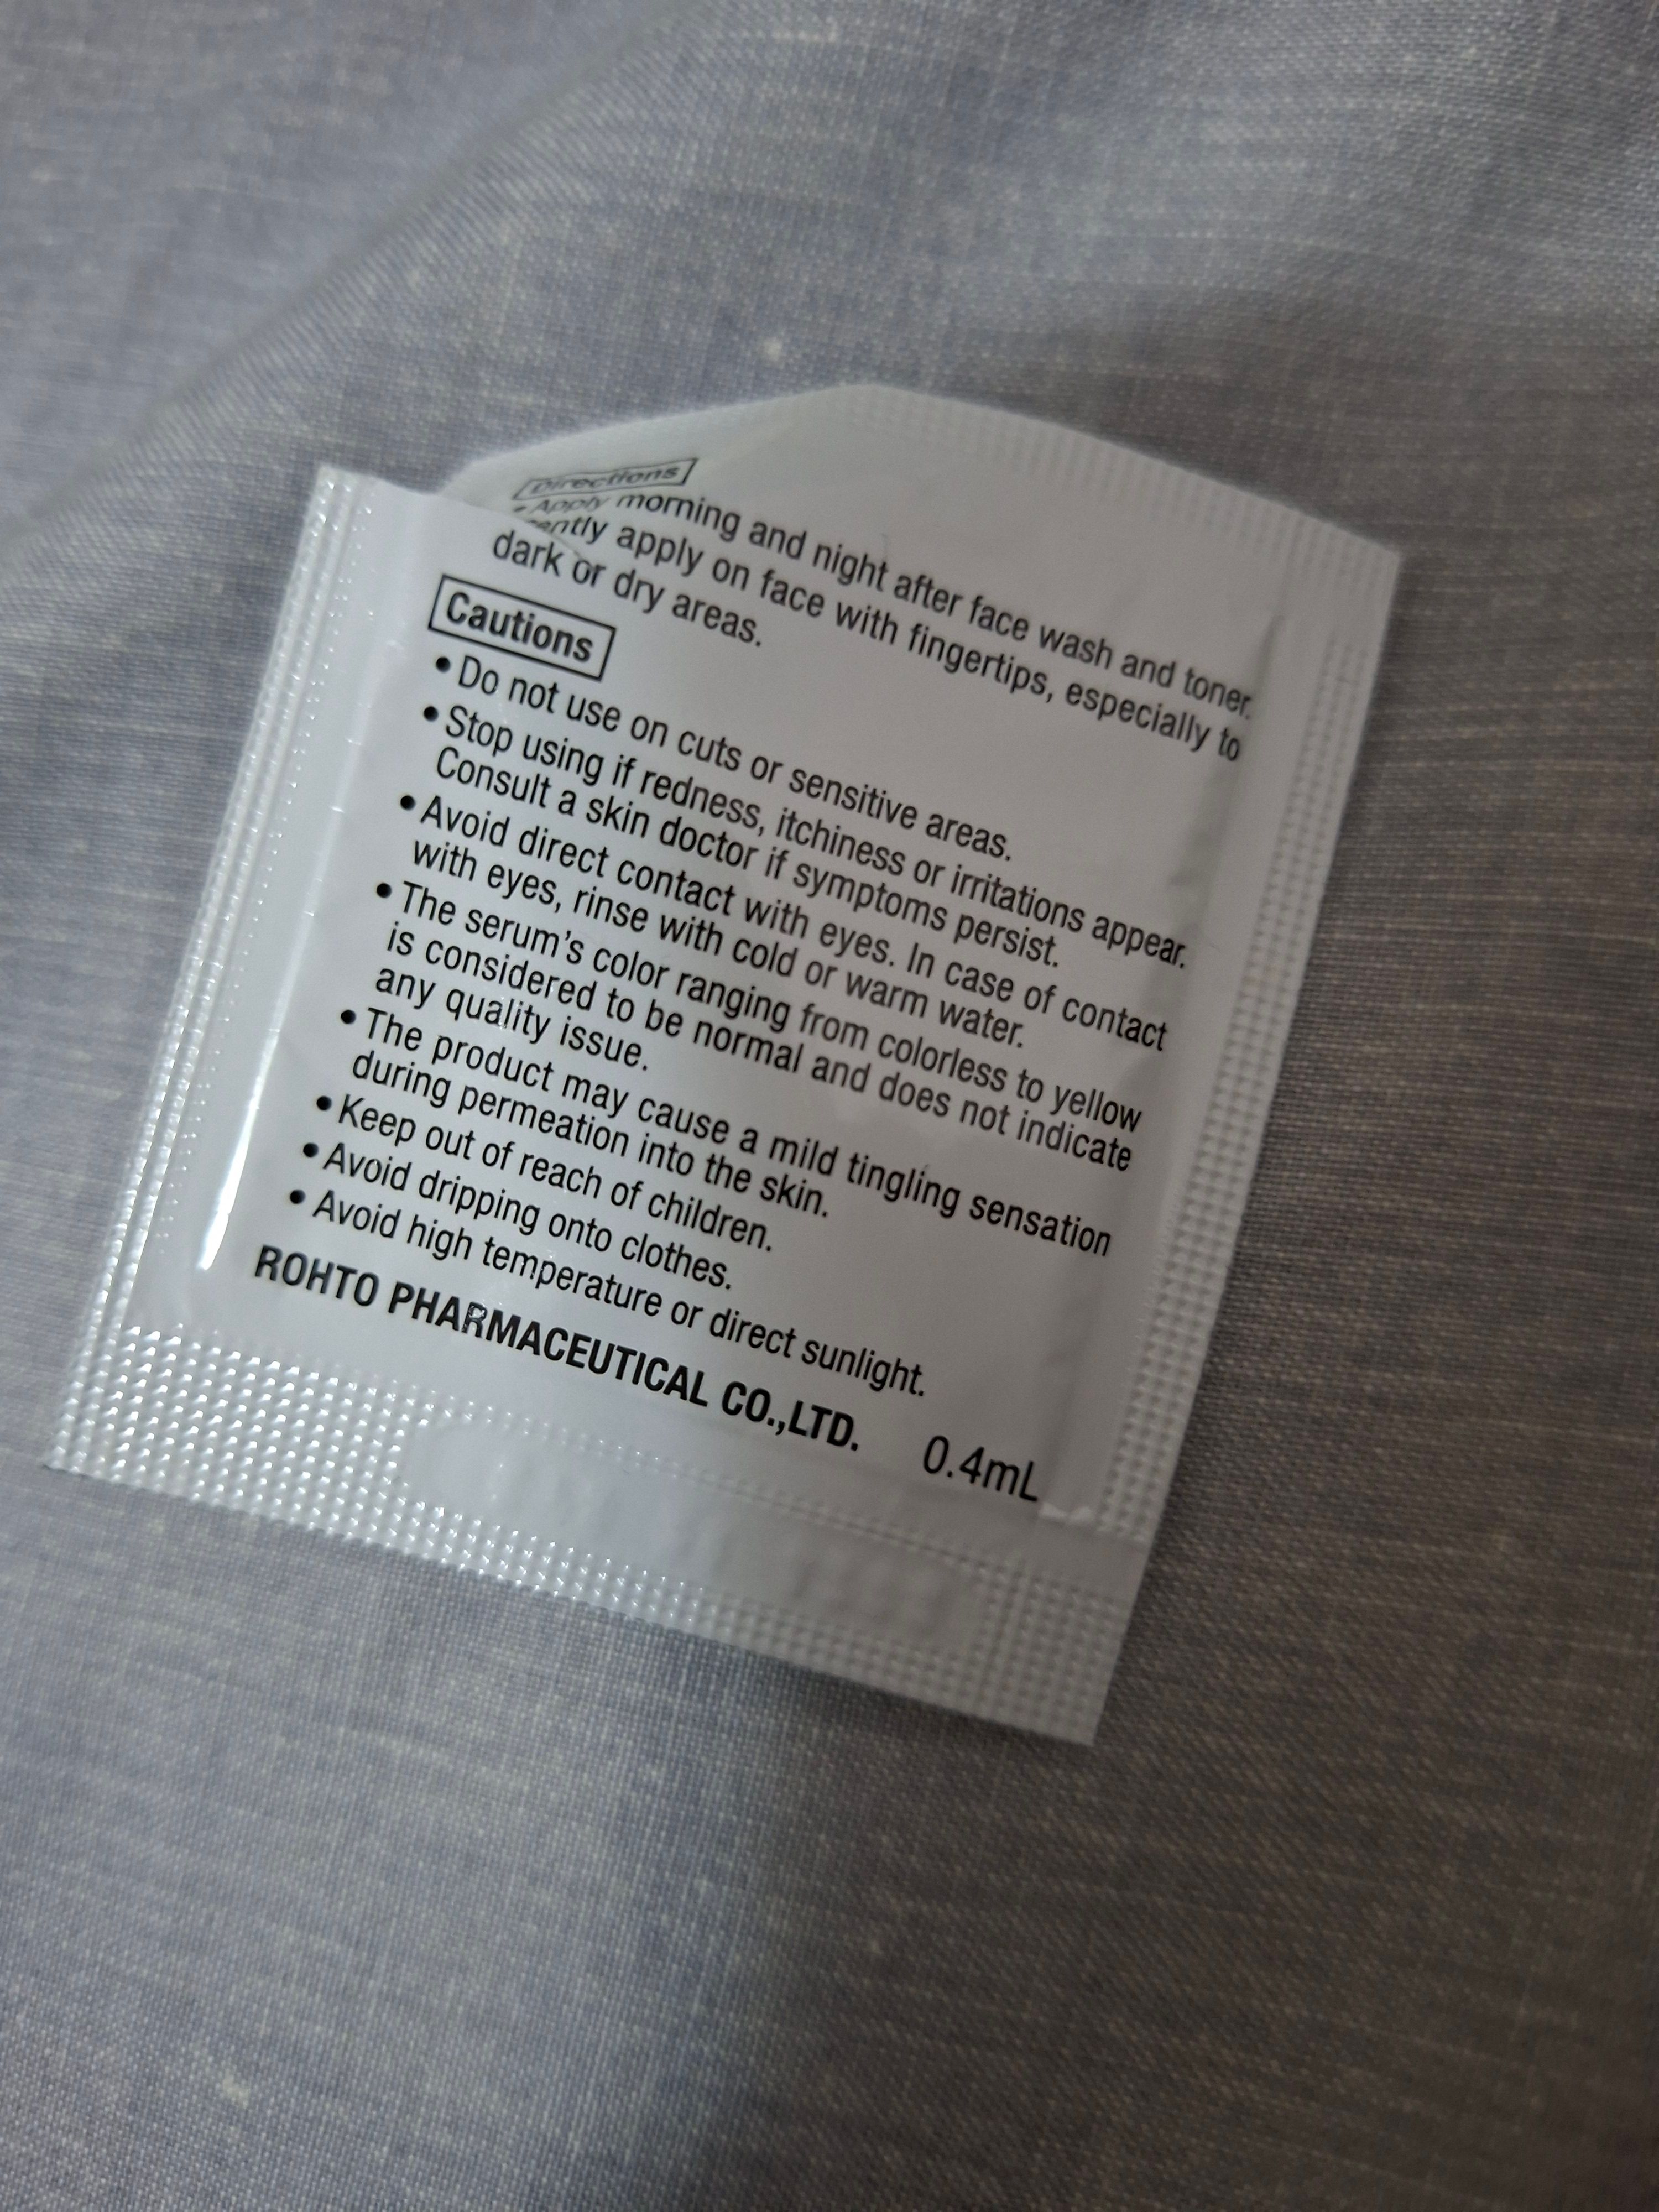 Directions
• Apply morning and night after face wash and toner.
apply on face with fingertips, especially to
dark or dry areas.
Cautions
• Do not use on cuts or sensitive areas.
• Stop using if redness, itchiness or irritations appear.
Consult a skin doctor if symptoms persist.
• Avoid direct contact with eyes. In case of contact
with eyes, rinse with cold or warm water.
• The serum's color ranging from colorless to yellow
is considered to be normal and does not indicate
any quality issue.
• The product may cause a mild tingling sensation
during permeation into the skin.
• Keep out of reach of children.
• Avoid dripping onto clothes.
• Avoid high temperature or direct sunlight.
ROHTO PHARMACEUTICAL CO.,LTD. 0.4mL